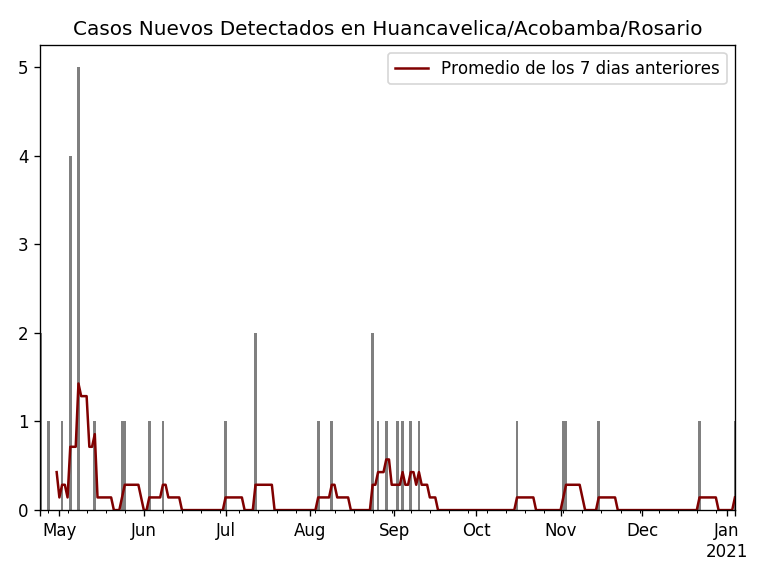 Casos Nuevos Detectados en Huancavelica/Acobamba/Rosario
Promedio de los 7 dias anteriores
5
4
3
2
1
0
May Jun Jul Aug Sep Oct Nov Dec Jan
2021